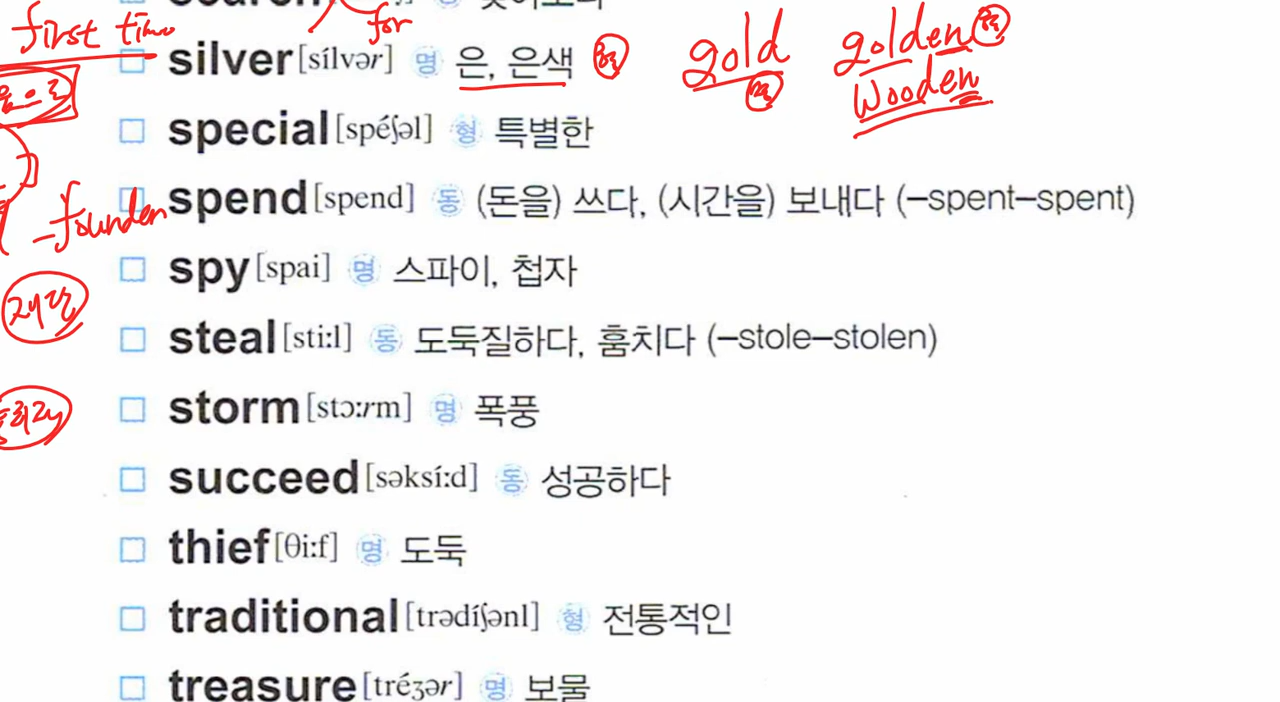 first time
for
silver[sílvər] 명 은, 은색 형 gold 명 golden 형
wooden
special[spéʃəl] 형 특별한
spend[spend] 동 (돈을) 쓰다, (시간을) 보내다 (–spent–spent)
–founden
spy[spai] 명 스파이, 첩자
steal[sti:l] 동 도둑질하다, 훔치다 (–stole–stolen)
storm[stɔ:rm] 명 폭풍
succeed[səksí:d] 동 성공하다
thief[θi:f] 명 도둑
traditional[trədíʃənl] 형 전통적인
treasure[tréʒər] 명 보물